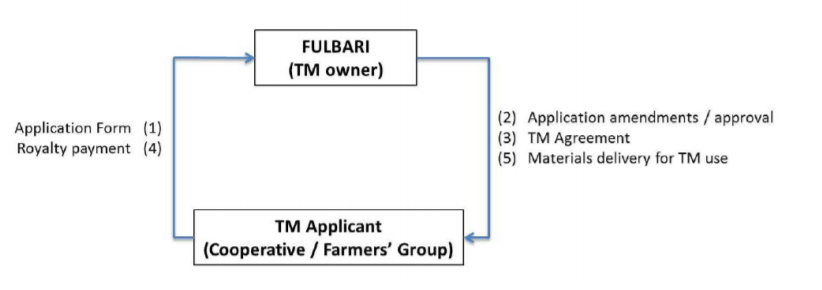 FULBARI
(TM owner)
Application Form (1)
Royalty payment (4)
(2) Application amendments / approval
(3) TM Agreement
(5) Materials delivery for TM use
TM Applicant
(Cooperative / Farmers’ Group)